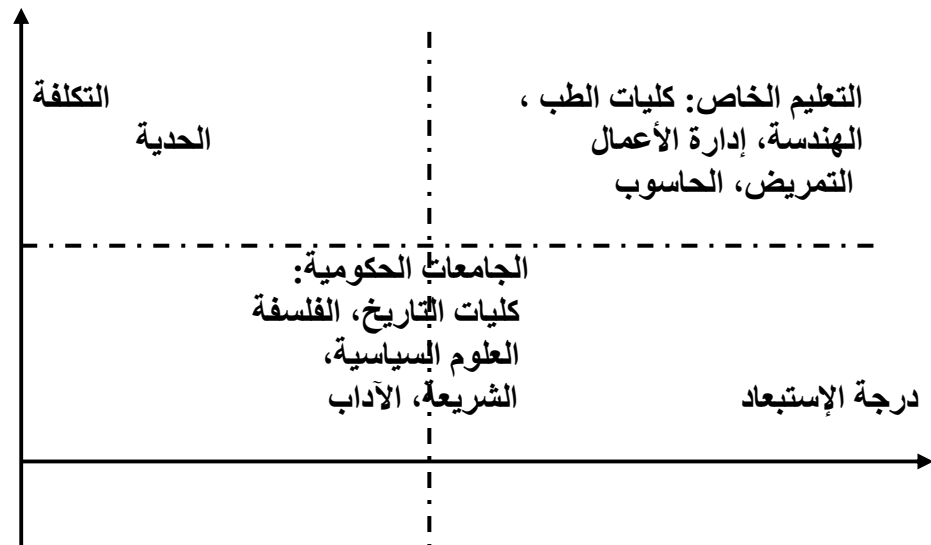 التكلفة
الحدية
التعليم الخاص: كليات الطب ،
الهندسة، إدارة الأعمال
التمريض، الحاسوب
الجامعات الحكومية:
كليات التاريخ، الفلسفة
العلوم السياسية،
الشريعة، الآداب
درجة الإستبعاد